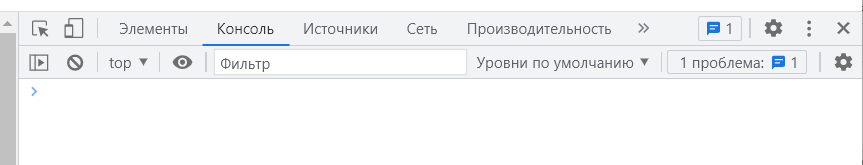 Элементы Консоль Источники Сеть Производительность 1
top Фильтр Уровни по умолчанию 1 проблема: 1